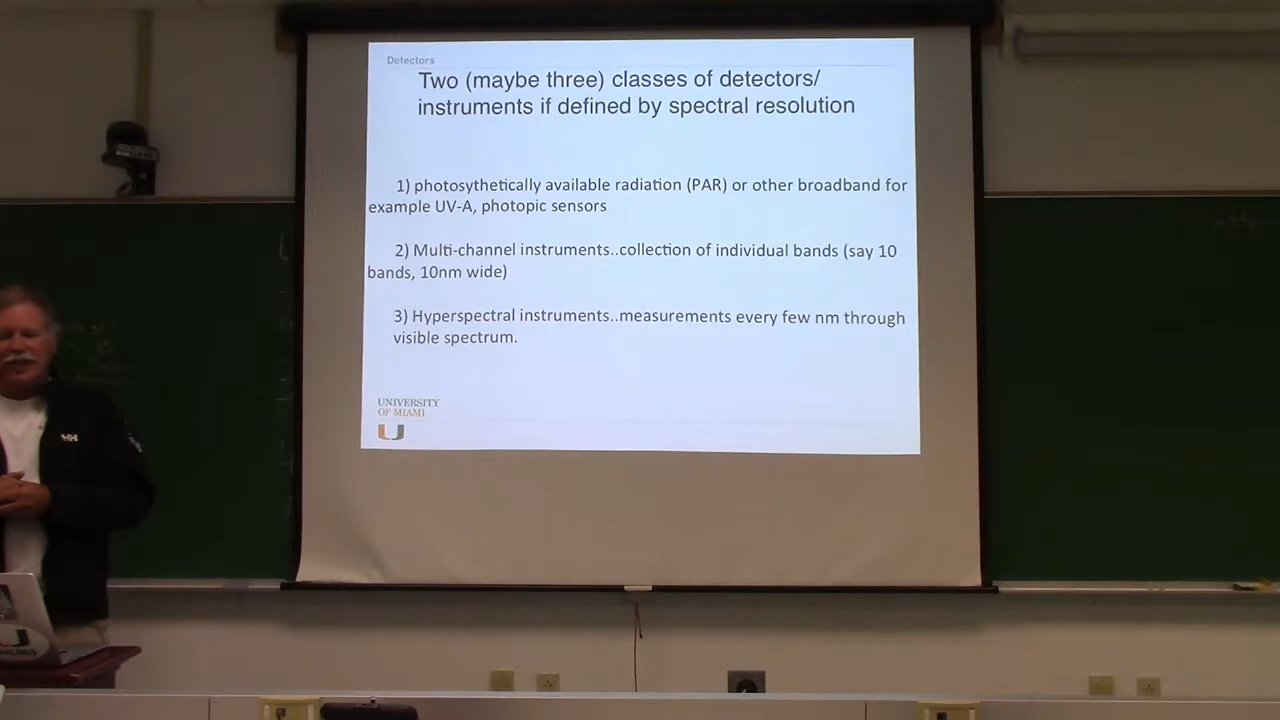 Detectors
Two (maybe three) classes of detectors/
instruments if defined by spectral resolution
1) photosythetically available radiation (PAR) or other broadband for
example UV-A, photopic sensors
2) Multi-channel instruments..collection of individual bands (say 10
bands, 10nm wide)
3) Hyperspectral instruments..measurements every few nm through
visible spectrum.
UNIVERSITY
OF MIAMI
U
HH
U